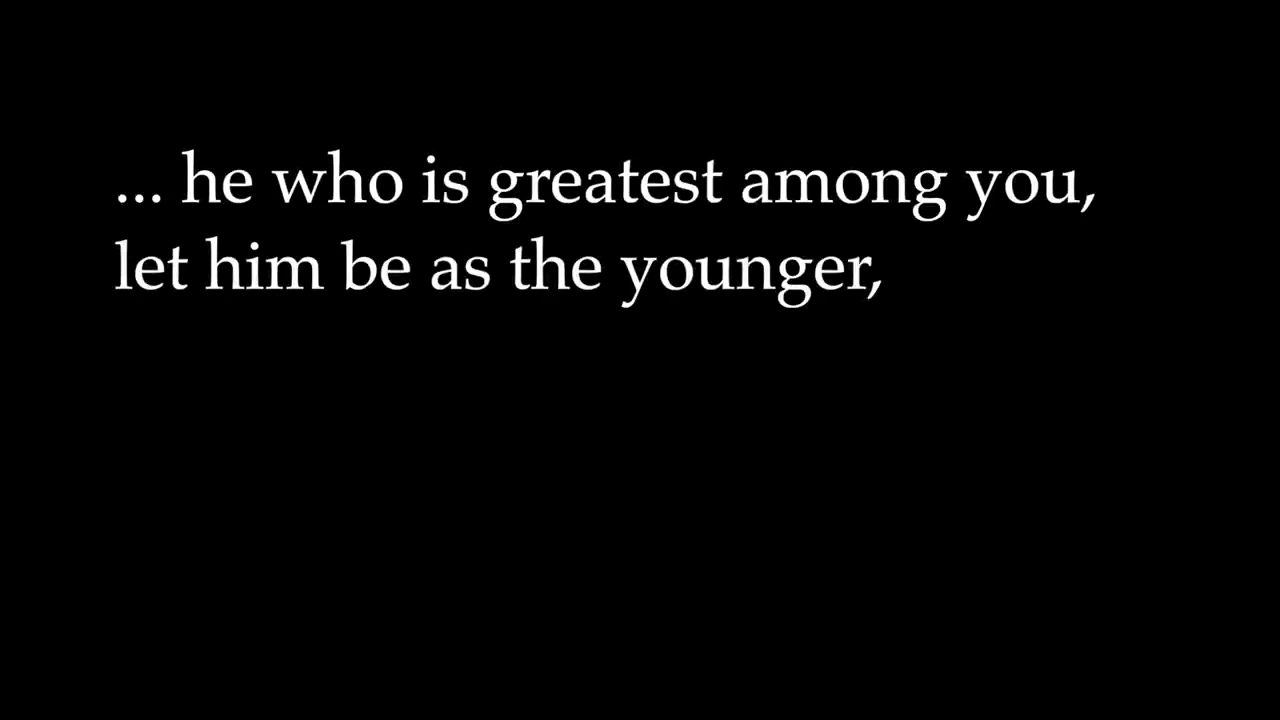 ... he who is greatest among you,
let him be as the younger,